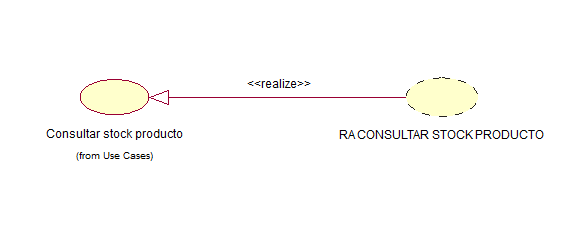 <<realize>>
Consultar stock producto
RA CONSULTAR STOCK PRODUCTO
(from Use Cases)